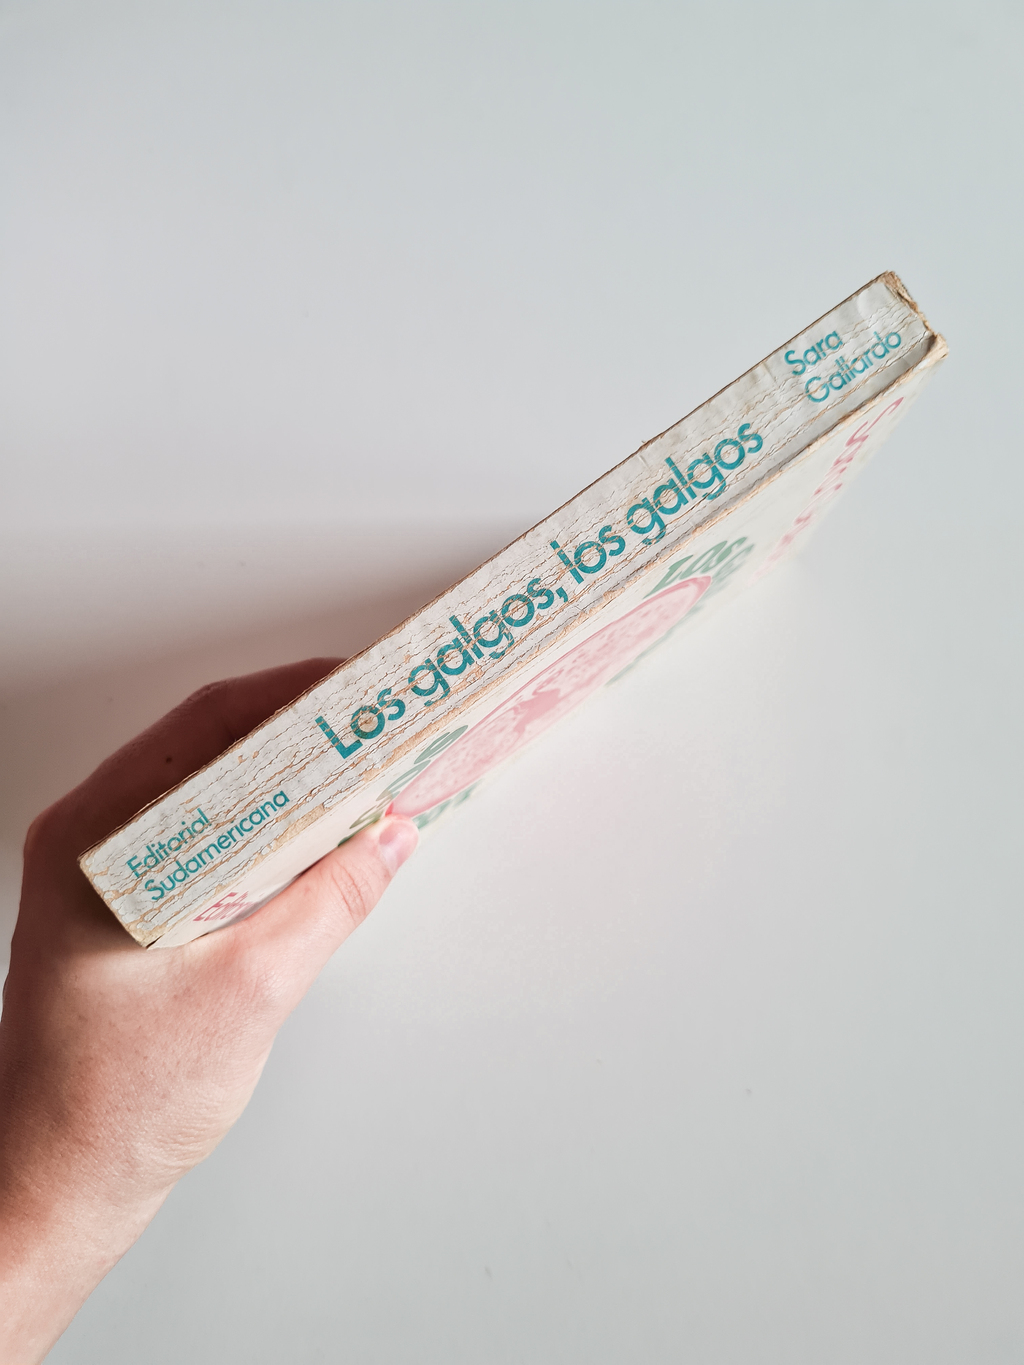 Sara
Gallardo
Los galgos, los galgos
Editorial
Sudamericana